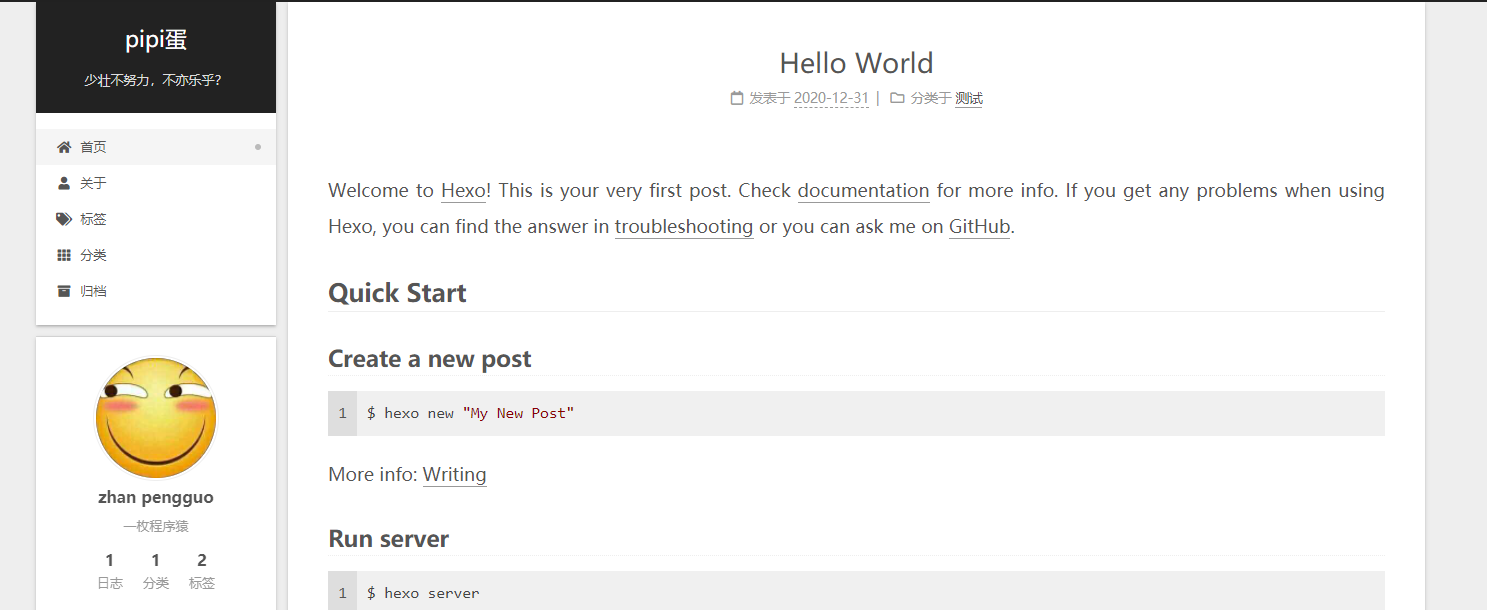 pipi蛋
少壮不努力，不亦乐乎？
首页
关于
标签
分类
归档
zhan pengguo
一枚程序猿
1 1 2
日志 分类 标签
Hello World
发表于 2020-12-31 | 分类于 测试
Welcome to Hexo! This is your very first post. Check documentation for more info. If you get any problems when using
Hexo, you can find the answer in troubleshooting or you can ask me on GitHub.
Quick Start
Create a new post
1 $ hexo new "My New Post"
More info: Writing
Run server
1 $ hexo server